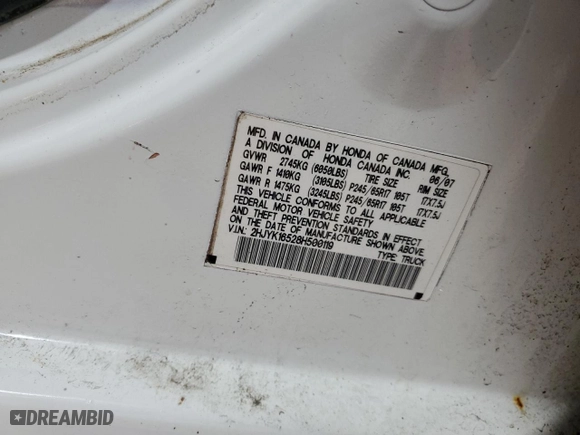 MFD. IN CANADA BY HONDA OF CANADA MFG.
A DIVISION OF HONDA CANADA INC. 06/07
GVWR 2745KG (6050LBS) TIRE SIZE RIM SIZE
GAWR F 1410KG (3105LBS) P245/65R17 105T 17X7.5J
GAWR R 1475KG (3245LBS) P245/65R17 105T 17X7.5J
THIS VEHICLE CONFORMS TO ALL APPLICABLE
FEDERAL MOTOR VEHICLE SAFETY
AND THEFT PREVENTION STANDARDS IN EFFECT
ON THE DATE OF MANUFACTURE SHOWN ABOVE.
V.I.N.: 2HJYK16528H500119 TYPE: TRUCK
DREAMBID